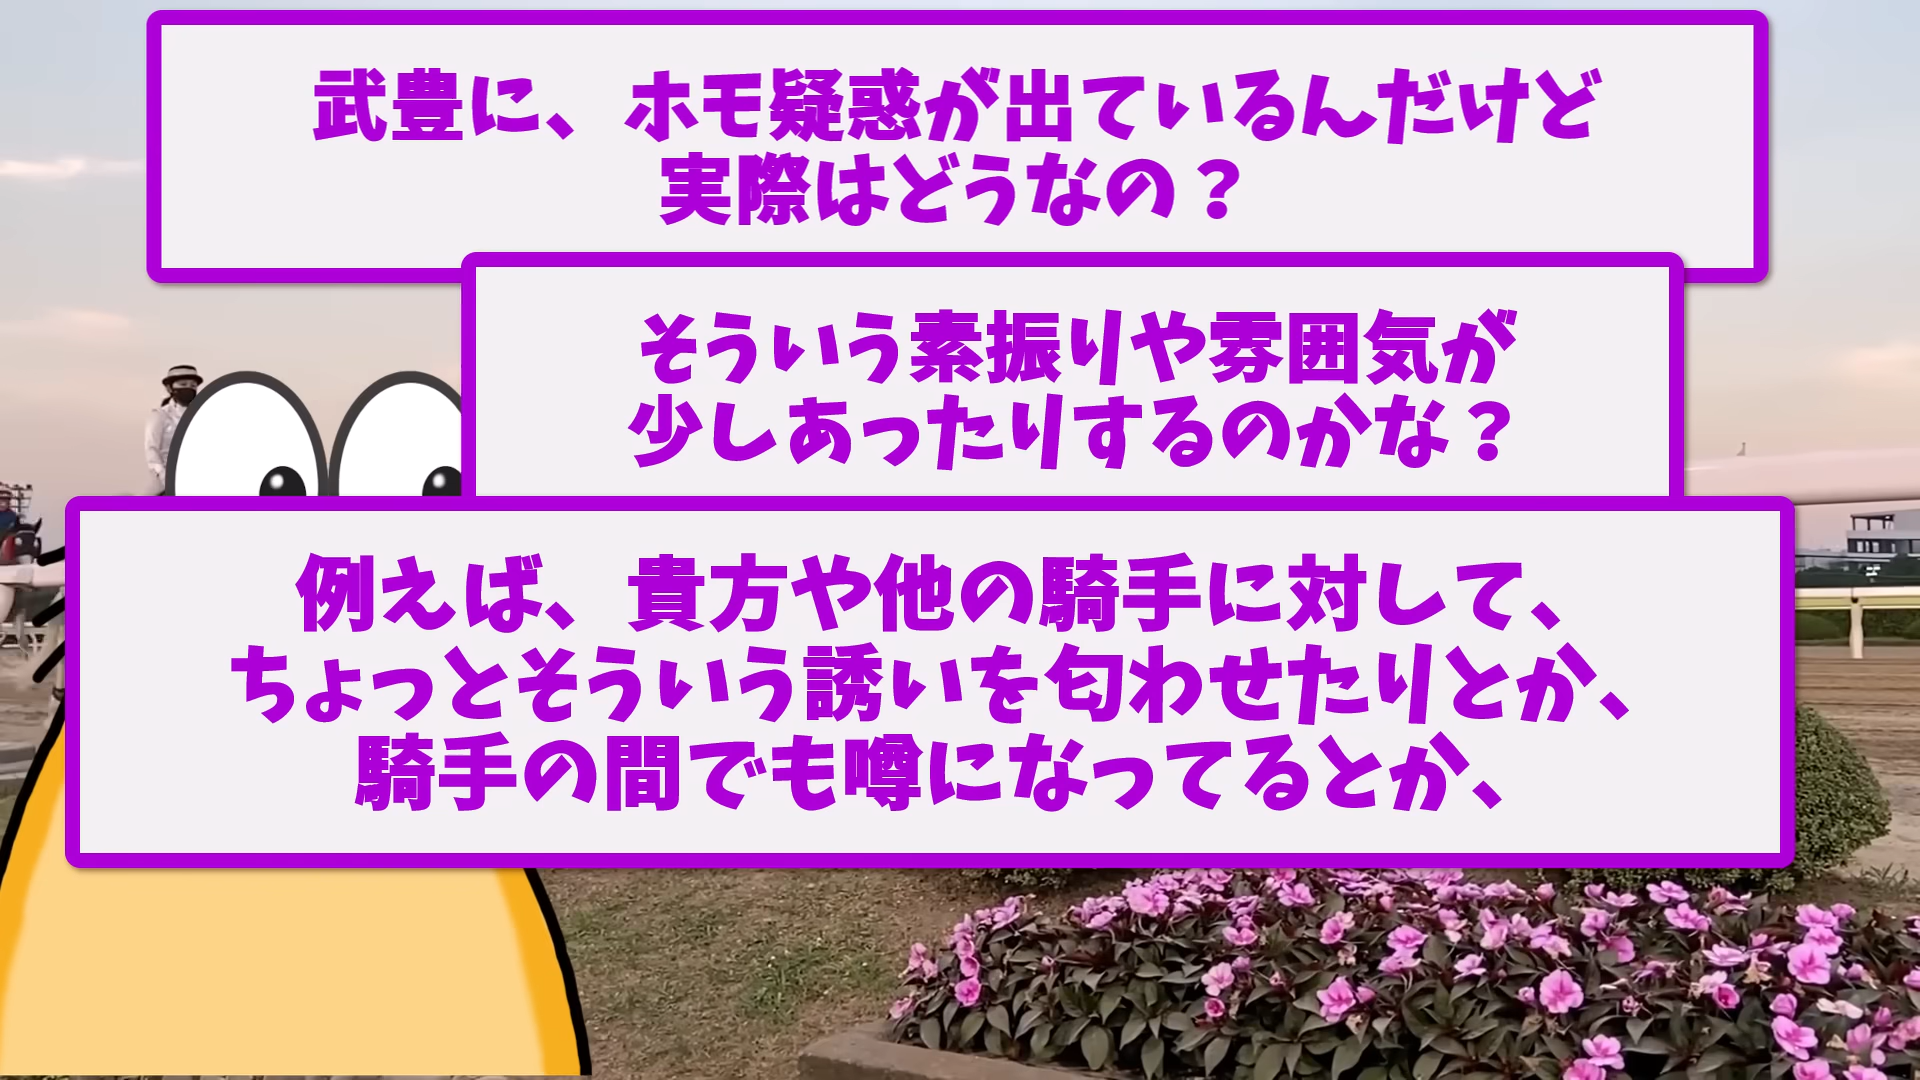 武豊に、ホモ疑惑が出ているんだけど
実際はどうなの？
そういう素振りや雰囲気が
少しあったりするのかな？
例えば、貴方や他の騎手に対して、
ちょっとそういう誘いを匂わせたりとか、
騎手の間でも噂になってるとか、